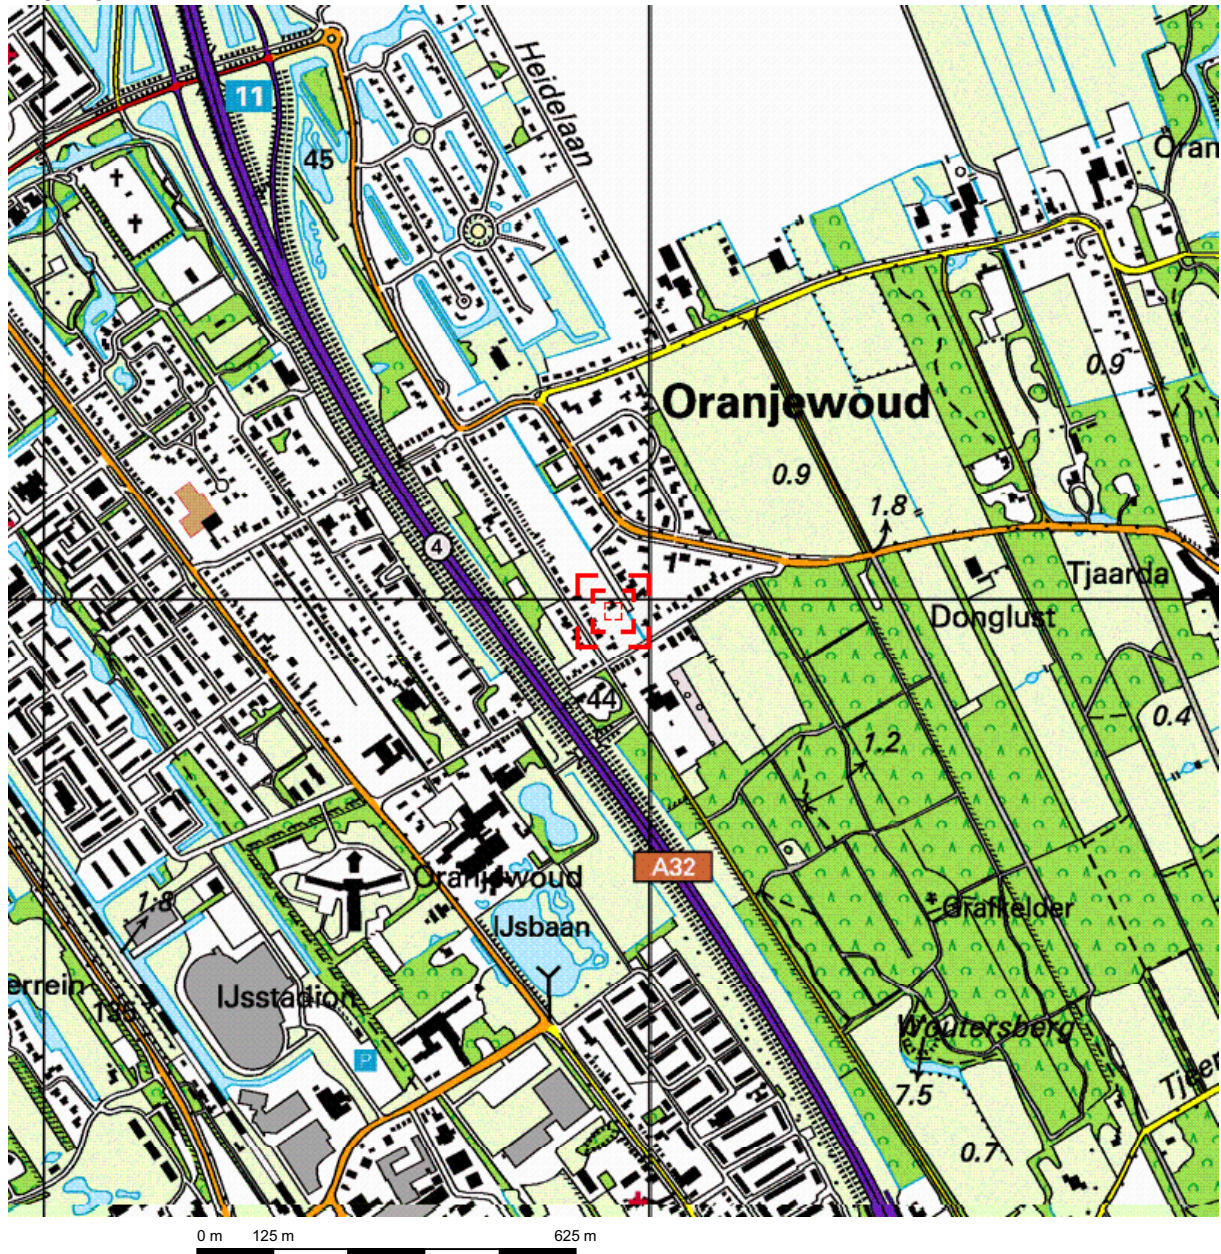 Heidelaan
11
45
Oran
Oranjewoud
0.9
0.9
1.8
4
Tjaarda
Donglust
44
0.4
1.2
A32
Oranjewoud
1.8
Grafkelder
IJsbaan
errein
IJsstadion
Woutersberg
P
7.5
0.7
0 m 125 m 625 m